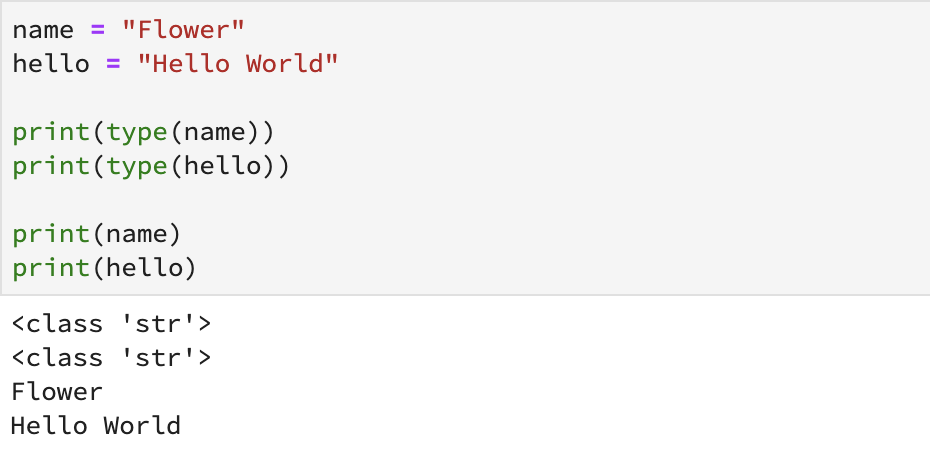 name = "Flower"
hello = "Hello World"
print(type(name))
print(type(hello))
print(name)
print(hello)
<class 'str'>
<class 'str'>
Flower
Hello World